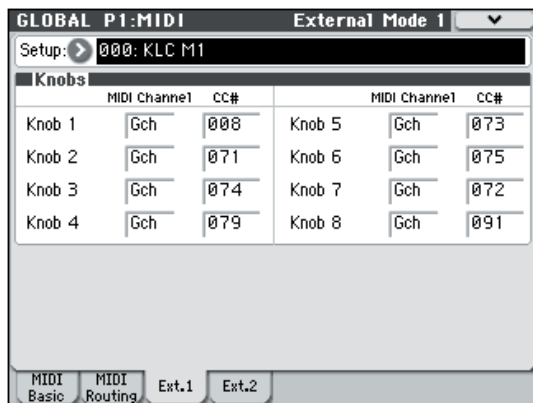 GLOBAL P1:MIDI External Mode 1
Setup: 000: KLC M1
Knobs
MIDI Channel CC# MIDI Channel CC#
Knob 1 Gch 008 Knob 5 Gch 073
Knob 2 Gch 071 Knob 6 Gch 075
Knob 3 Gch 074 Knob 7 Gch 072
Knob 4 Gch 079 Knob 8 Gch 091
MIDI Basic MIDI Routing Ext.1 Ext.2